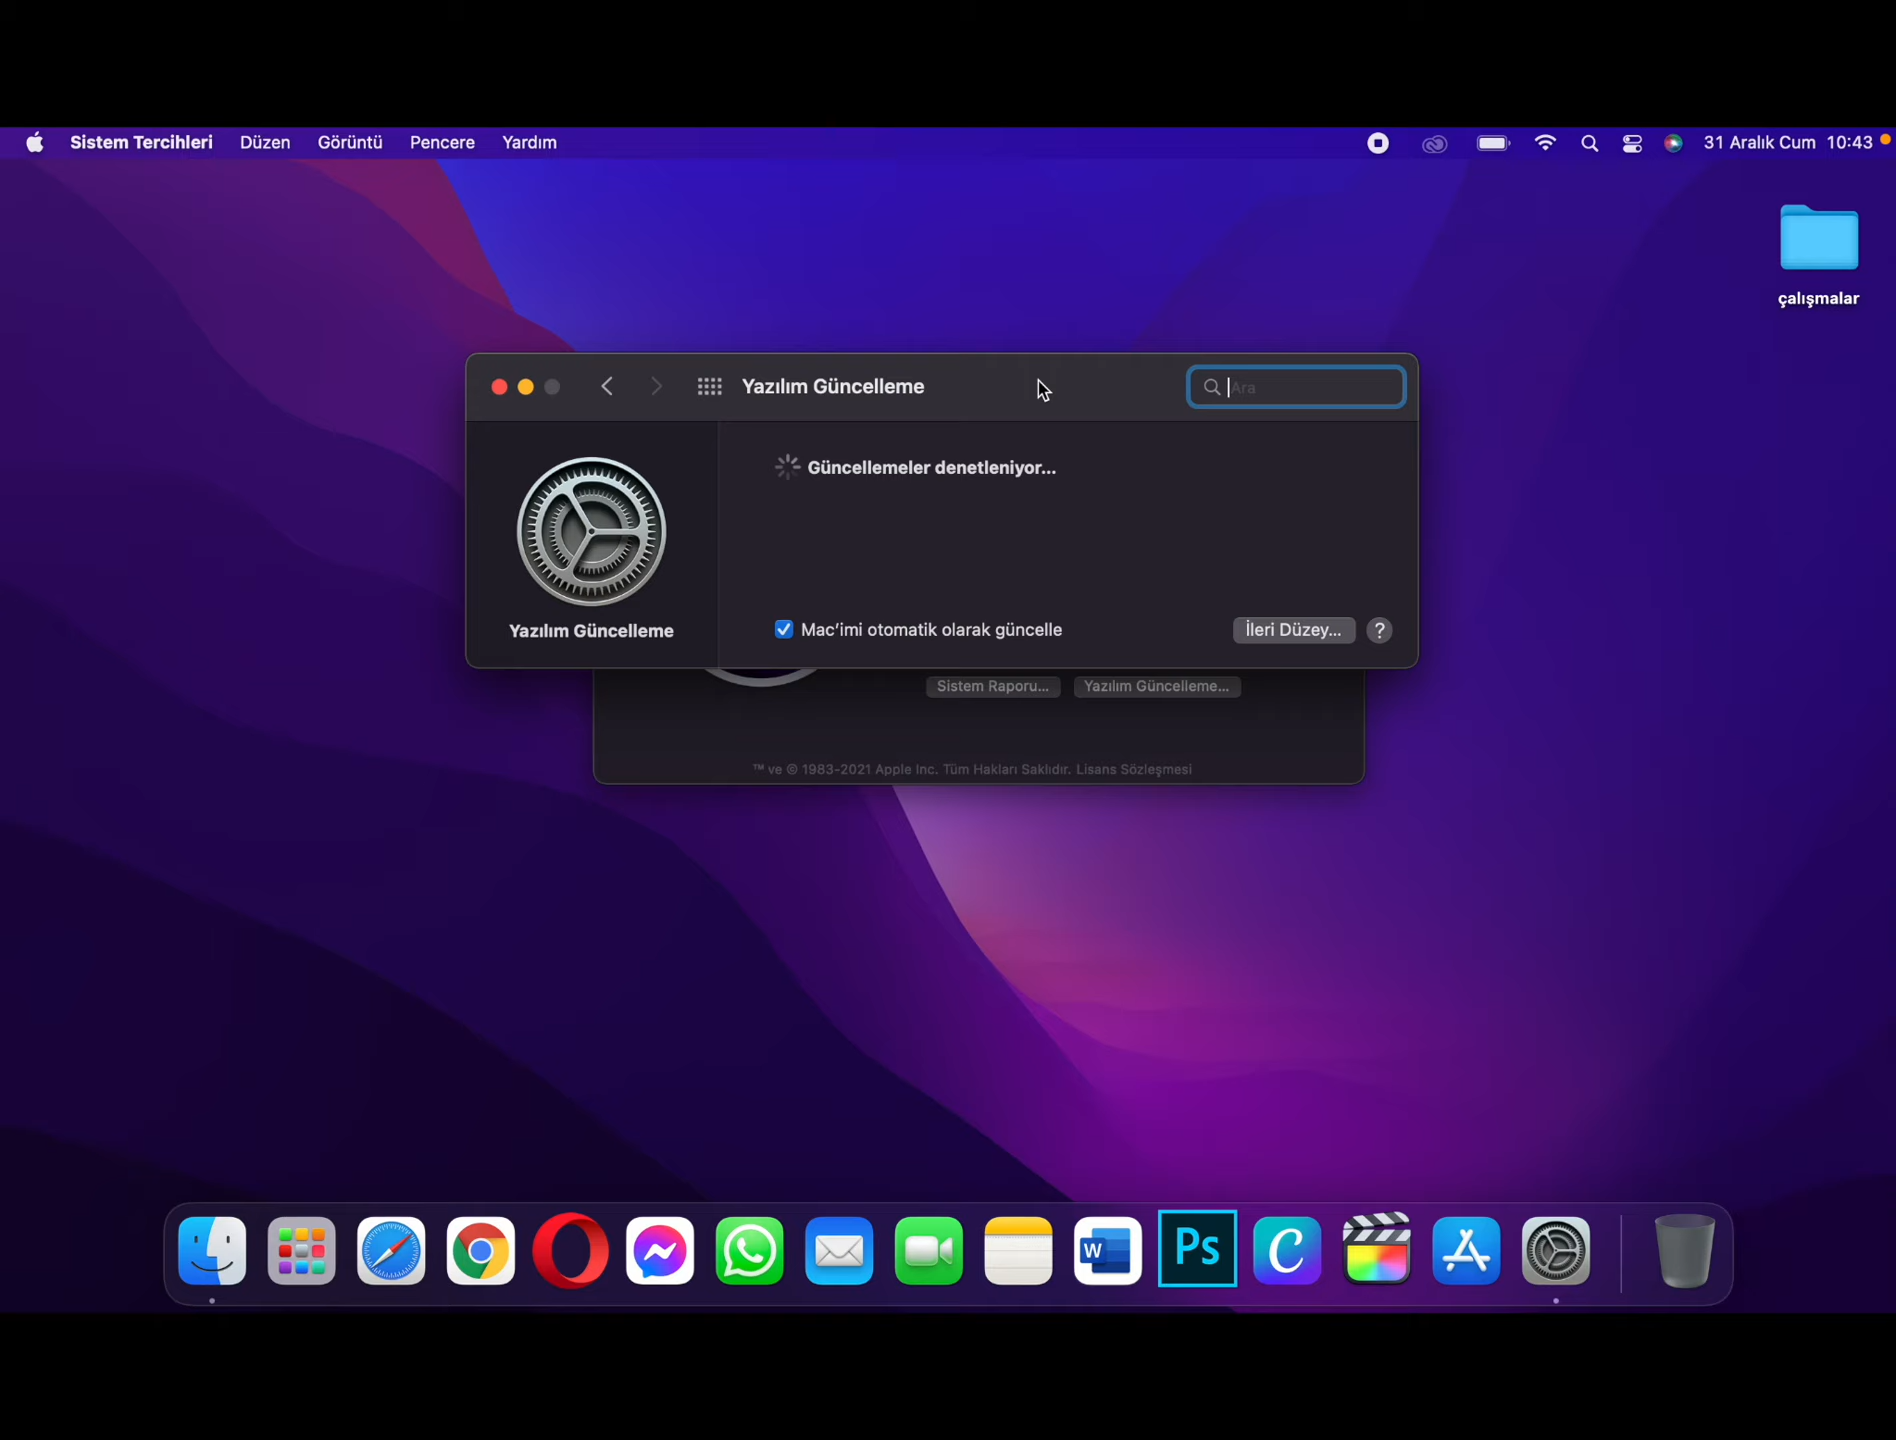 Sistem Tercihleri Düzen Görüntü Pencere Yardım 31 Aralık Cum 10:43
çalışmalar
Yazılım Güncelleme Ara
Güncellemeler denetleniyor...
Yazılım Güncelleme
Mac'imi otomatik olarak güncelle İleri Düzey... ?
Sistem Raporu... Yazılım Güncelleme...
™ ve © 1983-2021 Apple Inc. Tüm Hakları Saklıdır. Lisans Sözleşmesi
W Ps C